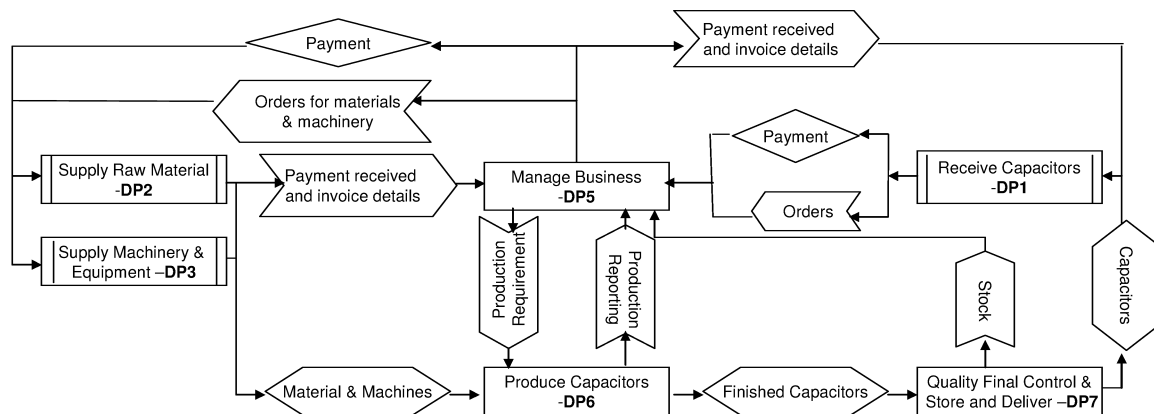 Payment
Payment received
and invoice details
Orders for materials
& machinery
Payment
Supply Raw Material
-DP2
Payment received
and invoice details
Manage Business
-DP5
Receive Capacitors
-DP1
Orders
Supply Machinery &
Equipment –DP3
Production
Requirement
Production
Reporting
Stock
Capacitors
Material & Machines
Produce Capacitors
-DP6
Finished Capacitors
Quality Final Control &
Store and Deliver –DP7